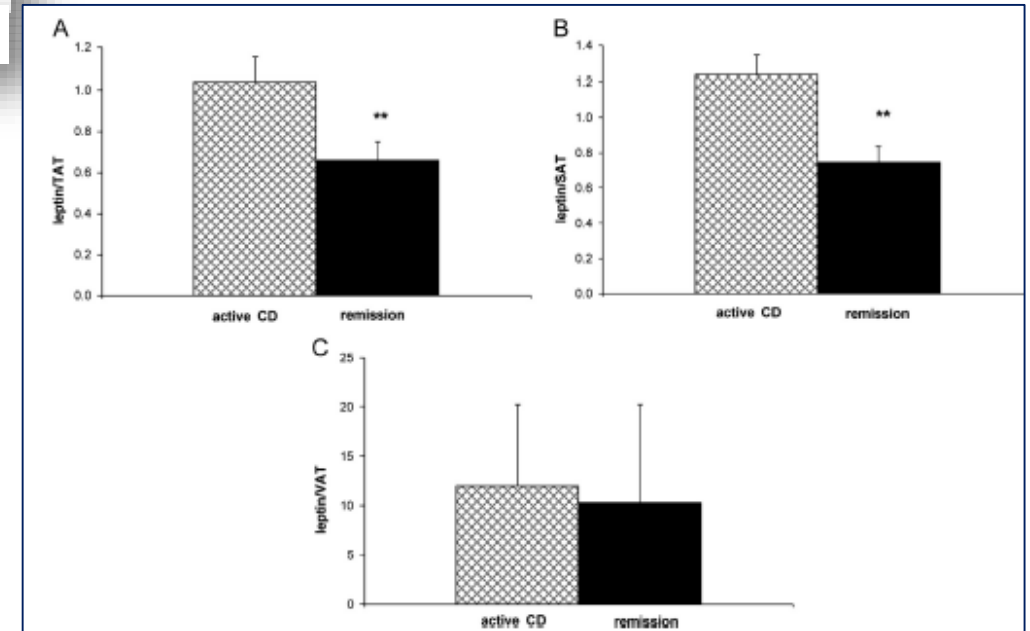 A
1.2
1.0
0.8
0.6
0.4
0.2
0.0
leptin/TAT
**
active CD remission
B
1.4
1.2
1.0
0.8
0.6
0.4
0.2
0.0
leptin/SAT
**
active CD remission
C
25
20
15
10
5
0
leptin/VAT
active CD remission